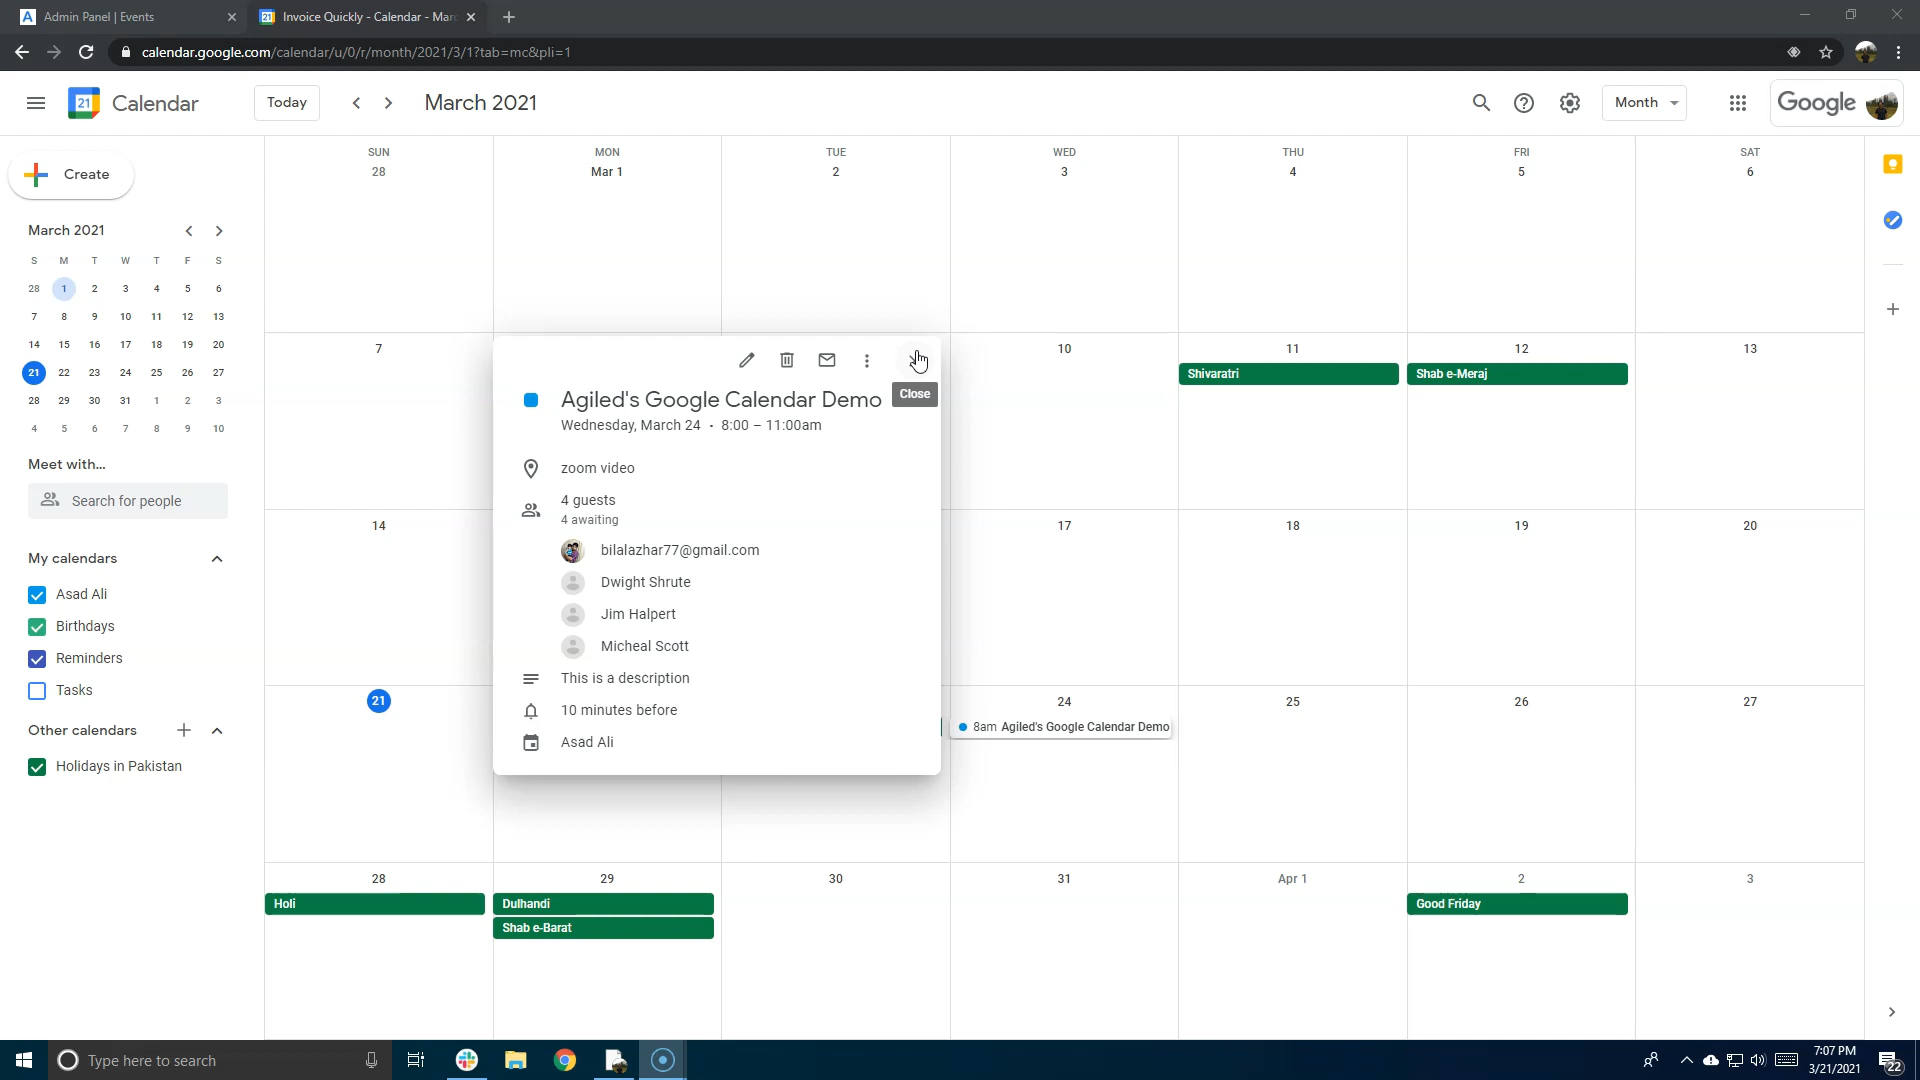 Admin Panel | Events
Invoice Quickly - Calendar - Marc
calendar.google.com/calendar/u/0/r/month/2021/3/1?tab=mc&pli=1
21 Calendar
Today
March 2021
Month
Google
Create
March 2021
S M T W T F S
28 1 2 3 4 5 6
7 8 9 10 11 12 13
14 15 16 17 18 19 20
21 22 23 24 25 26 27
28 29 30 31 1 2 3
4 5 6 7 8 9 10
Meet with...
Search for people
My calendars
Asad Ali
Birthdays
Reminders
Tasks
Other calendars
Holidays in Pakistan
SUN MON TUE WED THU FRI SAT
28 Mar 1 2 3 4 5 6
7 10 11 12 13
Shivaratri Shab e-Meraj
14 17 18 19 20
21 24 25 26 27
8am Agiled's Google Calendar Demo
28 29 30 31 Apr 1 2 3
Holi Dulhandi Good Friday
Shab e-Barat
Close
Agiled's Google Calendar Demo
Wednesday, March 24 · 8:00 – 11:00am
zoom video
4 guests
4 awaiting
bilalazhar77@gmail.com
Dwight Shrute
Jim Halpert
Micheal Scott
This is a description
10 minutes before
Asad Ali
Type here to search
7:07 PM
3/21/2021
22